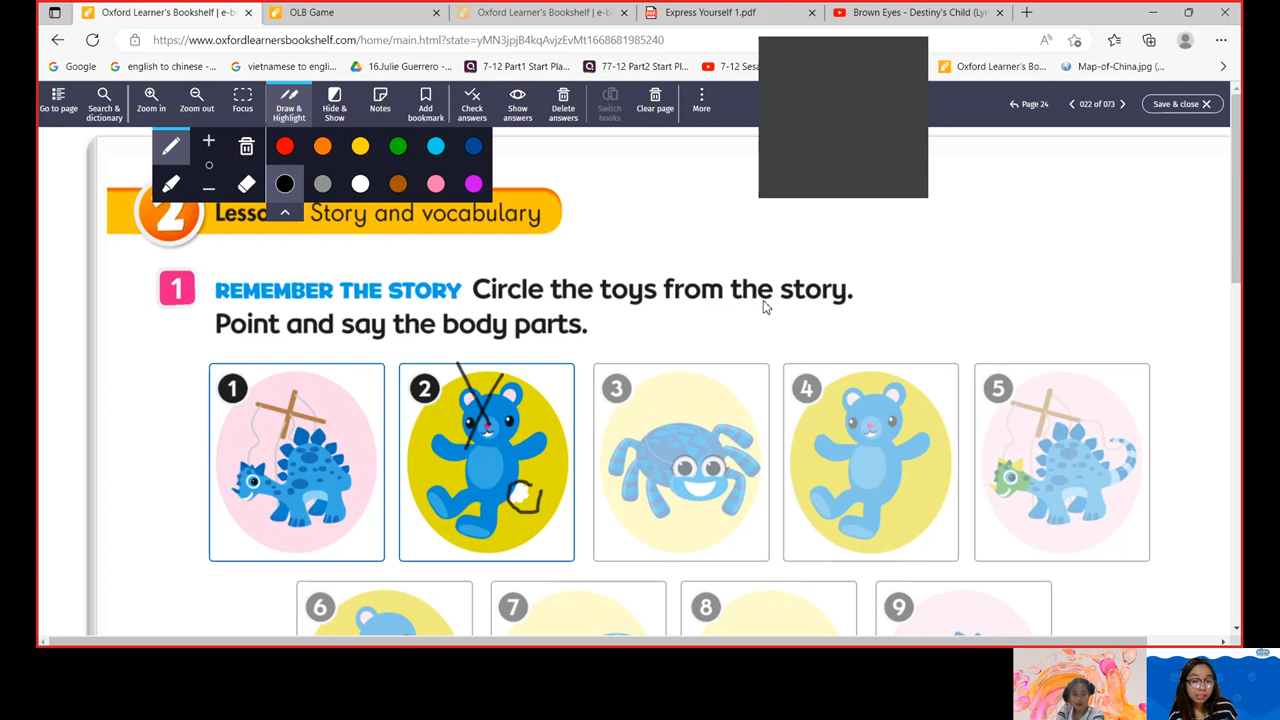 Oxford Learner's Bookshelf | e-b
OLB Game
Oxford Learner's Bookshelf | e-b
Express Yourself 1.pdf
Brown Eyes - Destiny's Child (Lyri
https://www.oxfordlearnersbookshelf.com/home/main.html?state=yMN3jpjB4kqAvjzEvMt1668681985240
Google
english to chinese -...
vietnamese to engli...
16.Julie Guerrero -...
7-12 Part1 Start Pla...
77-12 Part2 Start Pl...
7-12 Ses
Oxford Learner's Bo...
Map-of-China.jpg (...
Go to page
Search & dictionary
Zoom in
Zoom out
Focus
Draw & Highlight
Hide & Show
Notes
Add bookmark
Check answers
Show answers
Delete answers
Switch books
Clear page
More
Page 24
022 of 073
Save & close
2 Lesso Story and vocabulary
1 REMEMBER THE STORY Circle the toys from the story.
Point and say the body parts.
1 2 3 4 5
6 7 8 9